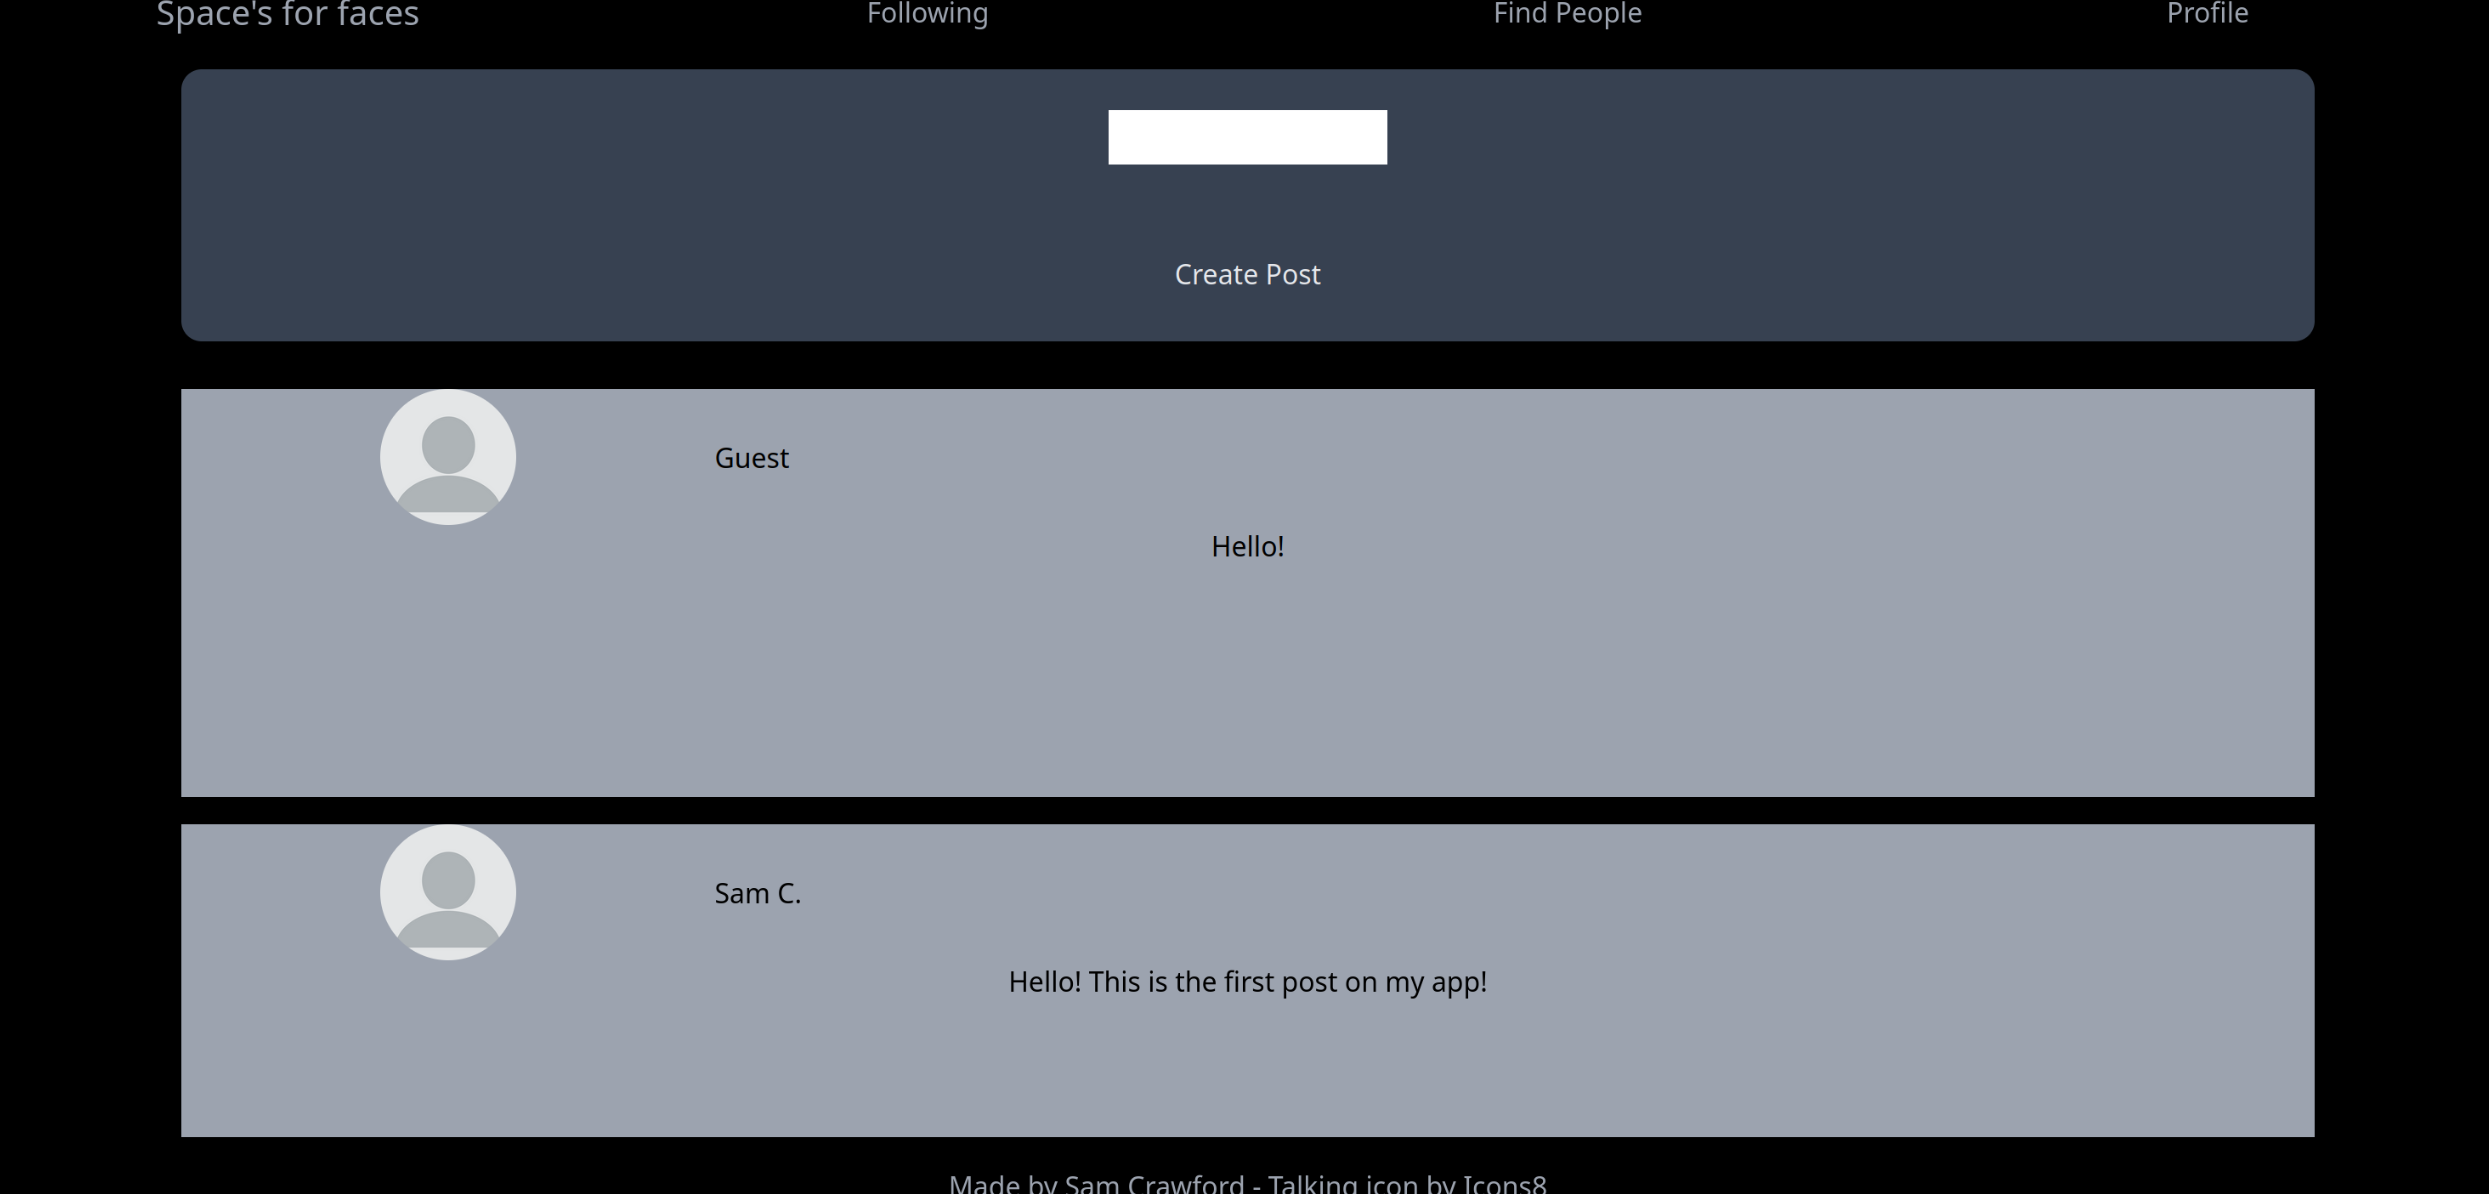 Space's for faces
Following
Find People
Profile
Create Post
Guest
Hello!
Sam C.
Hello! This is the first post on my app!
Made by Sam Crawford - Talking icon by Icons8